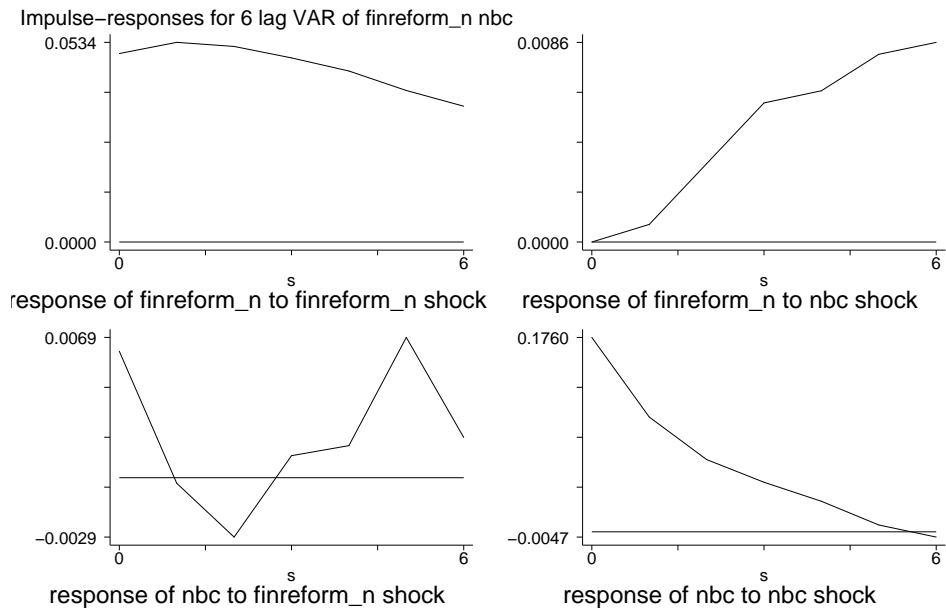 Impulse−responses for 6 lag VAR of finreform_n nbc
0.0534
0.0000
0
6
s
response of finreform_n to finreform_n shock
0.0086
0.0000
0
6
s
response of finreform_n to nbc shock
0.0069
−0.0029
0
6
s
response of nbc to finreform_n shock
0.1760
−0.0047
0
6
s
response of nbc to nbc shock